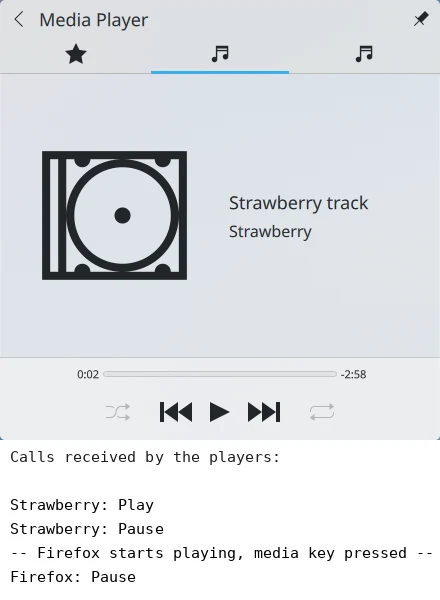 Media Player
Strawberry track
Strawberry
0:02 -2:58
Calls received by the players:
Strawberry: Play
Strawberry: Pause
-- Firefox starts playing, media key pressed --
Firefox: Pause